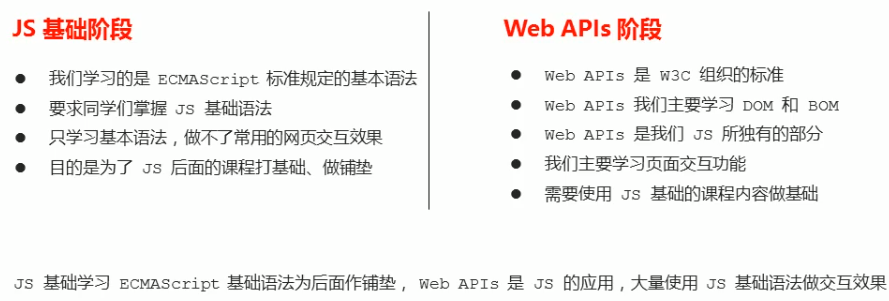 JS 基础阶段
● 我们学习的是 ECMAScript 标准规定的基本语法
● 要求同学们掌握 JS 基础语法
● 只学习基本语法，做不了常用的网页交互效果
● 目的是为了 JS 后面的课程打基础、做铺垫
Web APIs 阶段
● Web APIs 是 W3C 组织的标准
● Web APIs 我们主要学习 DOM 和 BOM
● Web APIs 是我们 JS 所独有的部分
● 我们主要学习页面交互功能
● 需要使用 JS 基础的课程内容做基础
JS 基础学习 ECMAScript 基础语法为后面作铺垫，Web APIs 是 JS 的应用，大量使用 JS 基础语法做交互效果